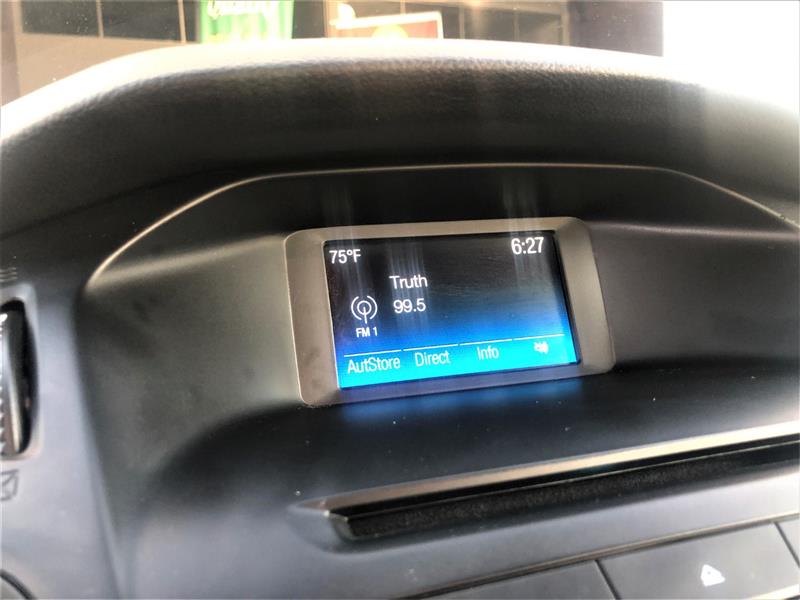 75°F 6:27
Truth
99.5
FM 1
AutStore Direct Info